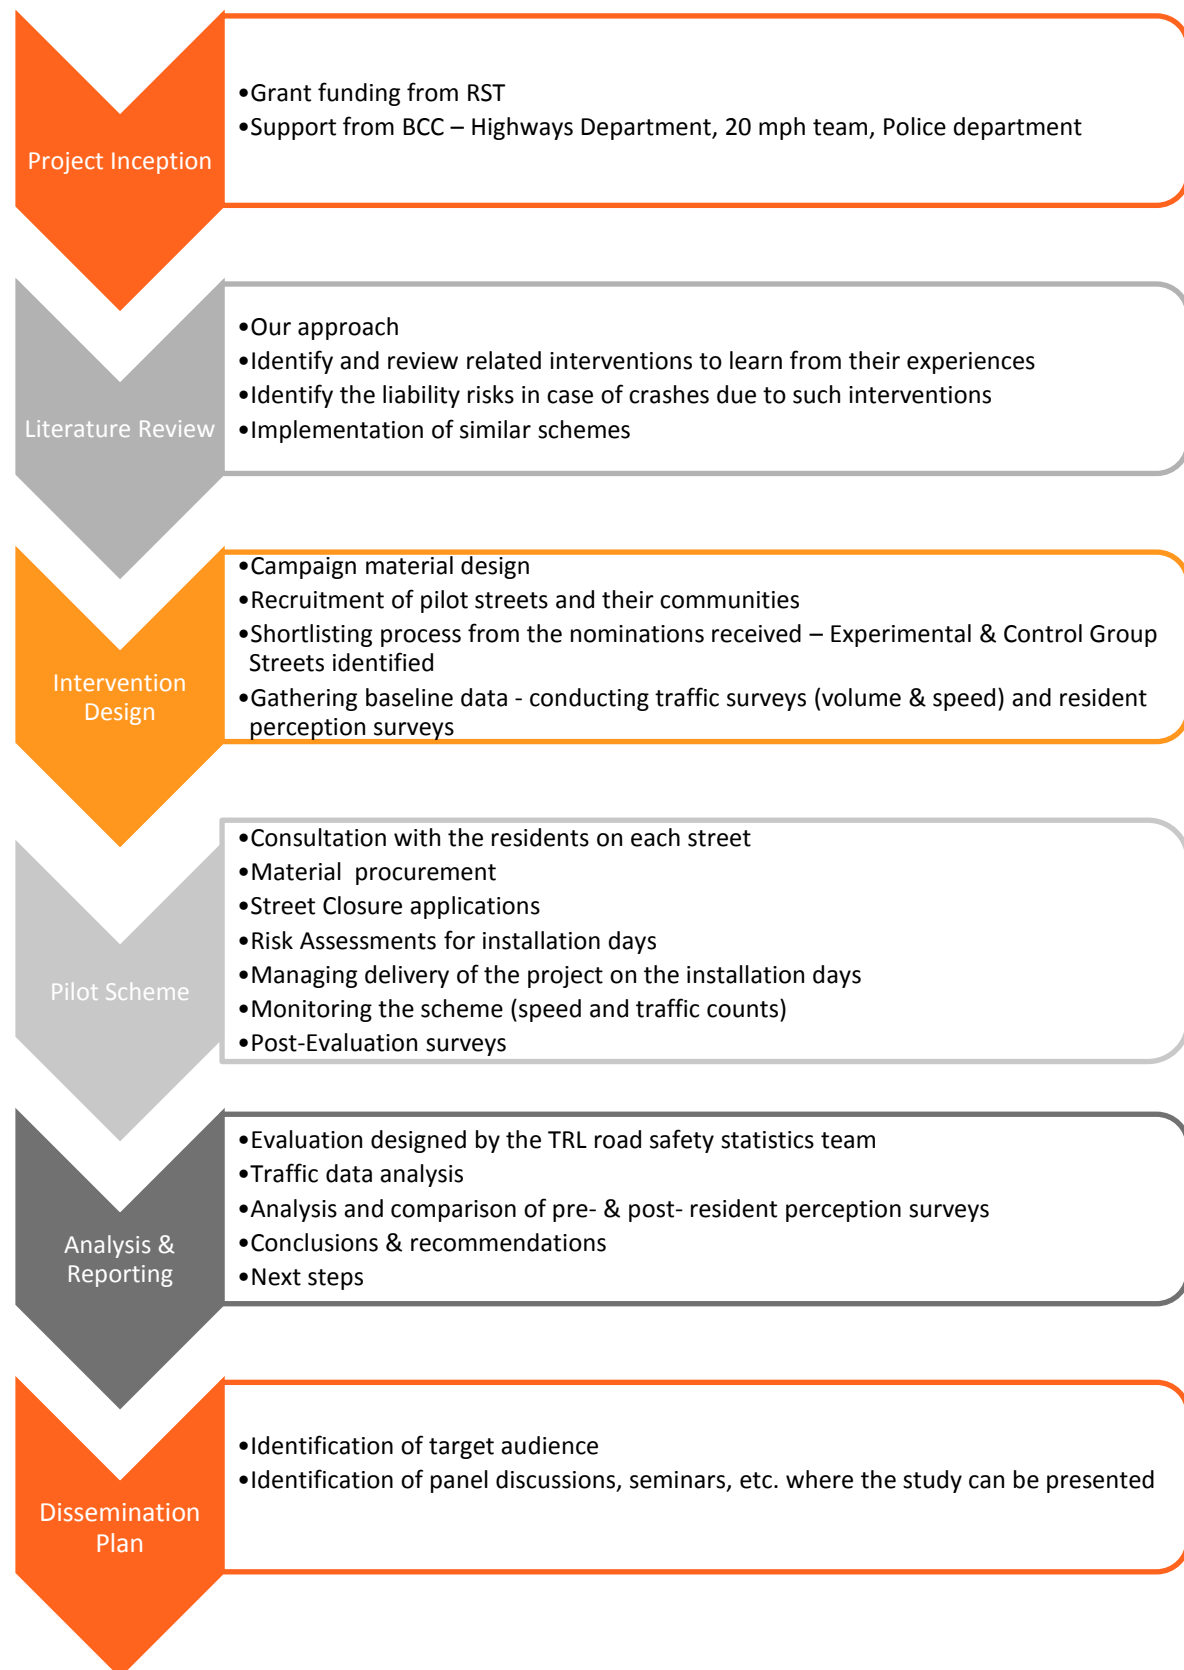 Project Inception
•Grant funding from RST
•Support from BCC – Highways Department, 20 mph team, Police department
Literature Review
•Our approach
•Identify and review related interventions to learn from their experiences
•Identify the liability risks in case of crashes due to such interventions
•Implementation of similar schemes
Intervention
Design
•Campaign material design
•Recruitment of pilot streets and their communities
•Shortlisting process from the nominations received – Experimental & Control Group
Streets identified
•Gathering baseline data - conducting traffic surveys (volume & speed) and resident
perception surveys
Pilot Scheme
•Consultation with the residents on each street
•Material  procurement
•Street Closure applications
•Risk Assessments for installation days
•Managing delivery of the project on the installation days
•Monitoring the scheme (speed and traffic counts)
•Post-Evaluation surveys
Analysis &
Reporting
•Evaluation designed by the TRL road safety statistics team
•Traffic data analysis
•Analysis and comparison of pre- & post- resident perception surveys
•Conclusions & recommendations
•Next steps
Dissemination
Plan
•Identification of target audience
•Identification of panel discussions, seminars, etc. where the study can be presented